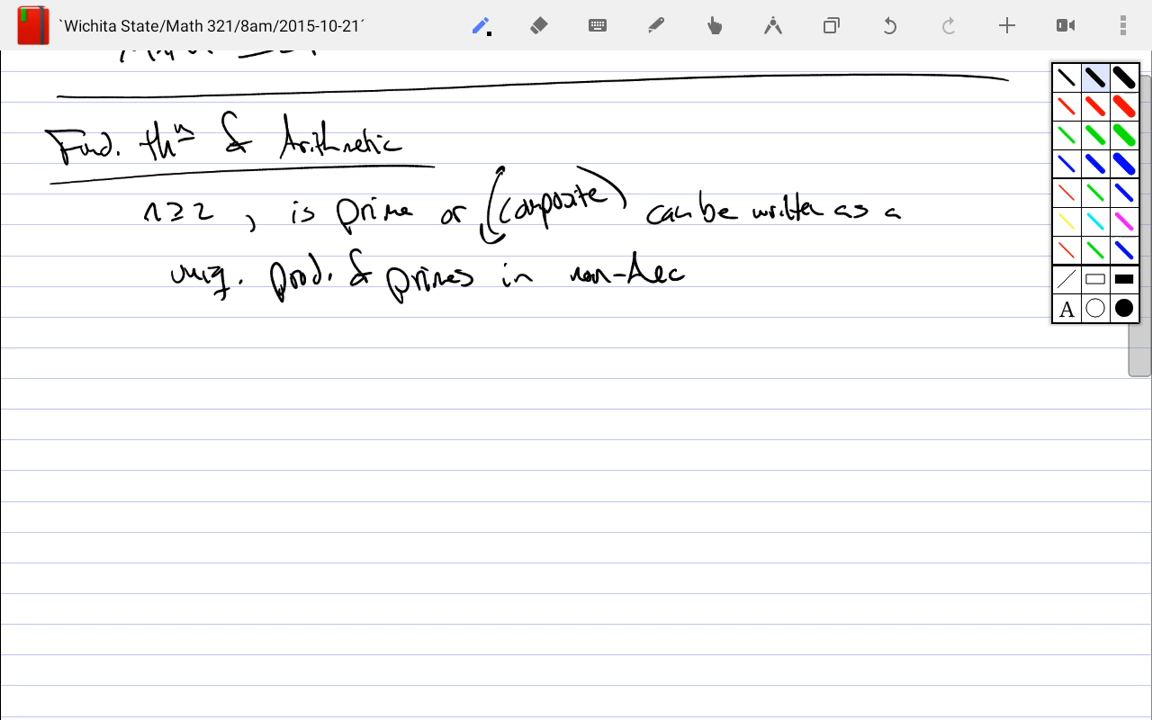 `Wichita State/Math 321/8am/2015-10-21´
Fund. thm of Arithmetic
n≥2, is prime or (composite) can be written as a
uniq. prod. of primes in non-dec
A